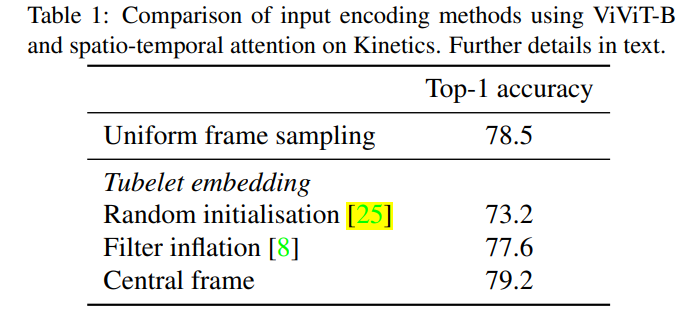 Table 1: Comparison of input encoding methods using ViViT-B
and spatio-temporal attention on Kinetics. Further details in text.
Top-1 accuracy
Uniform frame sampling 78.5
Tubelet embedding
Random initialisation [25] 73.2
Filter inflation [8] 77.6
Central frame 79.2